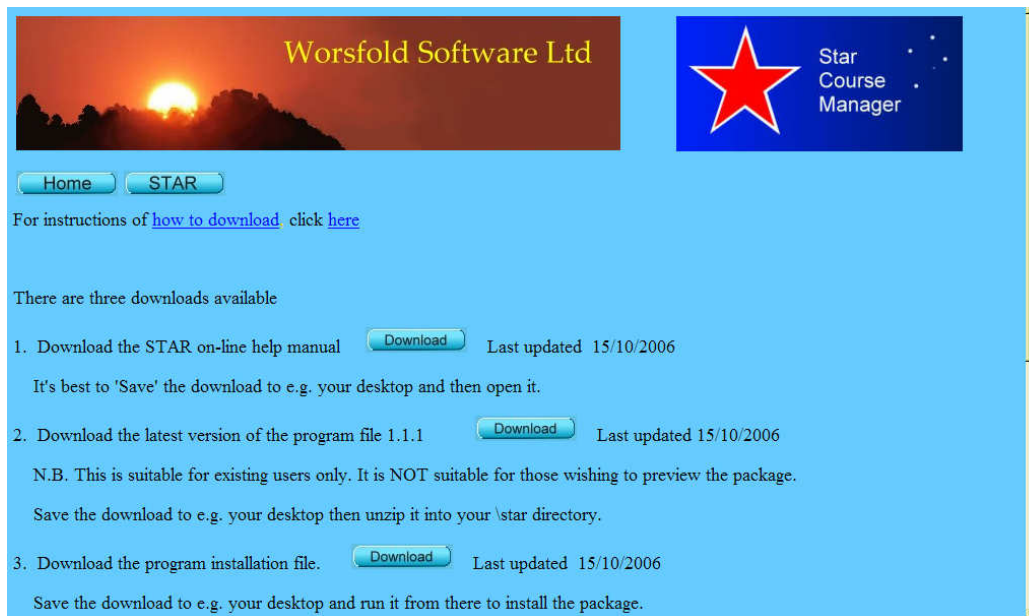 Worsfold Software Ltd
Star
Course
Manager
Home STAR
For instructions of how to download, click here
There are three downloads available
1. Download the STAR on-line help manual Download Last updated 15/10/2006
It's best to 'Save' the download to e.g. your desktop and then open it.
2. Download the latest version of the program file 1.1.1 Download Last updated 15/10/2006
N.B. This is suitable for existing users only. It is NOT suitable for those wishing to preview the package.
Save the download to e.g. your desktop then unzip it into your \star directory.
3. Download the program installation file. Download Last updated 15/10/2006
Save the download to e.g. your desktop and run it from there to install the package.